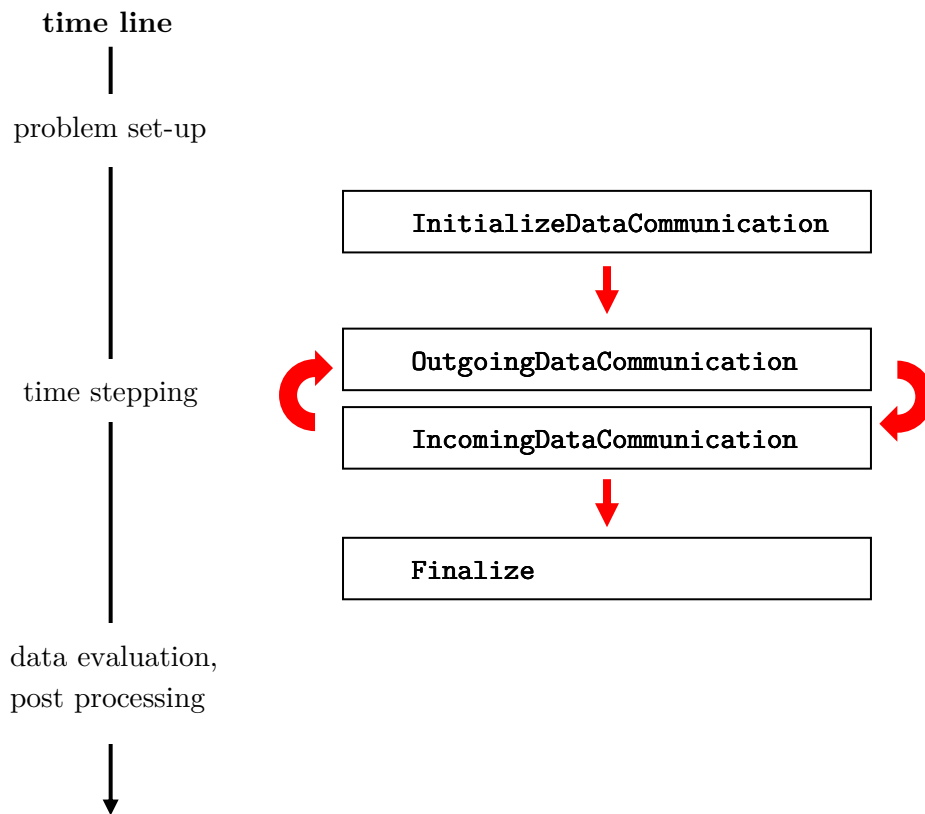 time line
problem set-up
InitializeDataCommunication
OutgoingDataCommunication
time stepping
IncomingDataCommunication
Finalize
data evaluation,
post processing